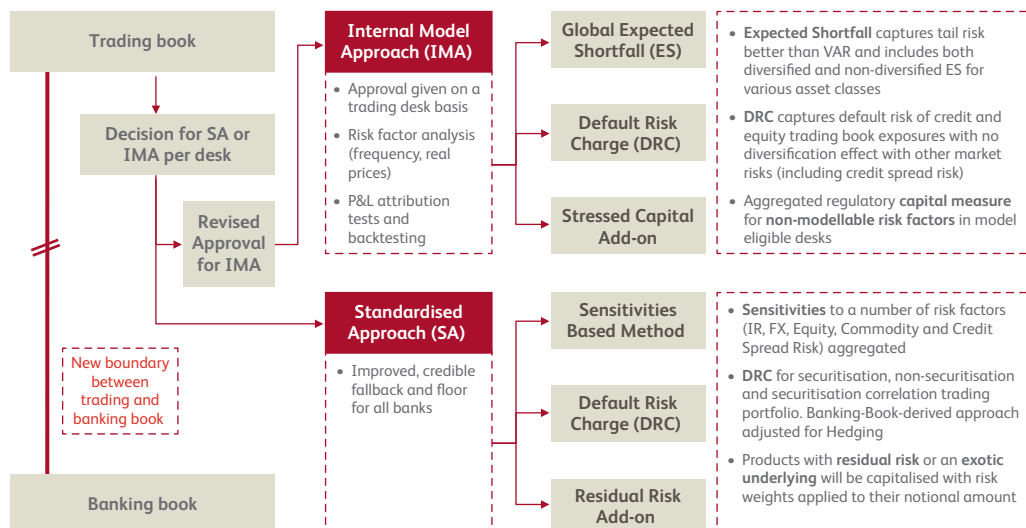 Trading book
Decision for SA or
IMA per desk
Revised
Approval
for IMA
New boundary
between
trading and
banking book
Banking book
Internal Model
Approach (IMA)
• Approval given on a
trading desk basis
• Risk factor analysis
(frequency, real
prices)
• P&L attribution
tests and
backtesting
Global Expected
Shortfall (ES)
Default Risk
Charge (DRC)
Stressed Capital
Add-on
• Expected Shortfall captures tail risk
better than VAR and includes both
diversified and non-diversified ES for
various asset classes
• DRC captures default risk of credit and
equity trading book exposures with no
diversification effect with other market
risks (including credit spread risk)
• Aggregated regulatory capital measure
for non-modellable risk factors in model
eligible desks
Standardised
Approach (SA)
• Improved, credible
fallback and floor
for all banks
Sensitivities
Based Method
Default Risk
Charge (DRC)
Residual Risk
Add-on
• Sensitivities to a number of risk factors
(IR, FX, Equity, Commodity and Credit
Spread Risk) aggregated
• DRC for securitisation, non-securitisation
and securitisation correlation trading
portfolio. Banking-Book-derived approach
adjusted for Hedging
• Products with residual risk or an exotic
underlying will be capitalised with risk
weights applied to their notional amount